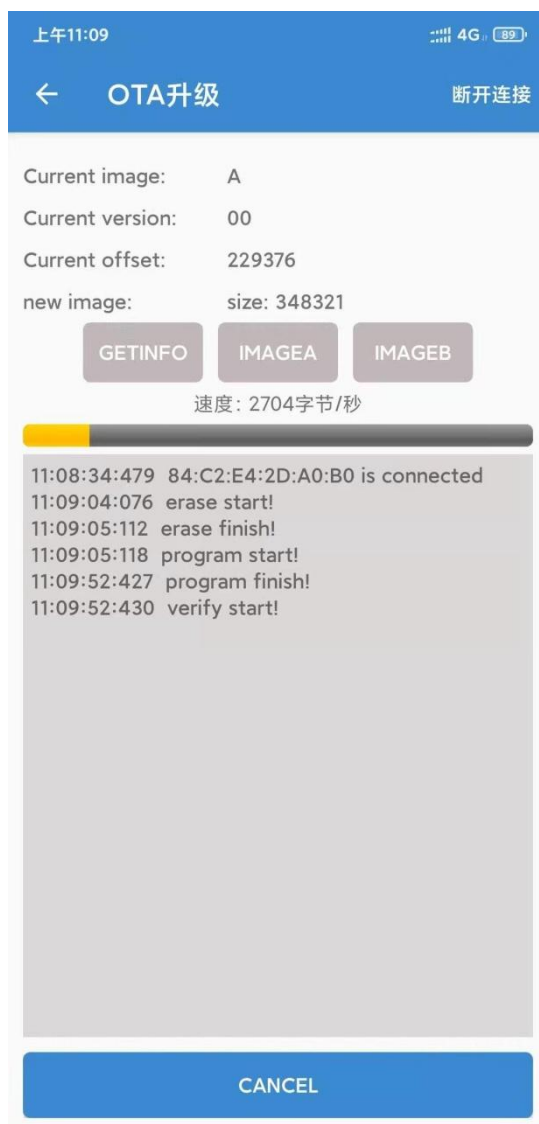 上午11:09 4G 89
OTA升级 断开连接
Current image: A
Current version: 00
Current offset: 229376
new image: size: 348321
GETINFO IMAGEA IMAGEB
速度: 2704字节/秒
11:08:34:479 84:C2:E4:2D:A0:B0 is connected
11:09:04:076 erase start!
11:09:05:112 erase finish!
11:09:05:118 program start!
11:09:52:427 program finish!
11:09:52:430 verify start!
CANCEL